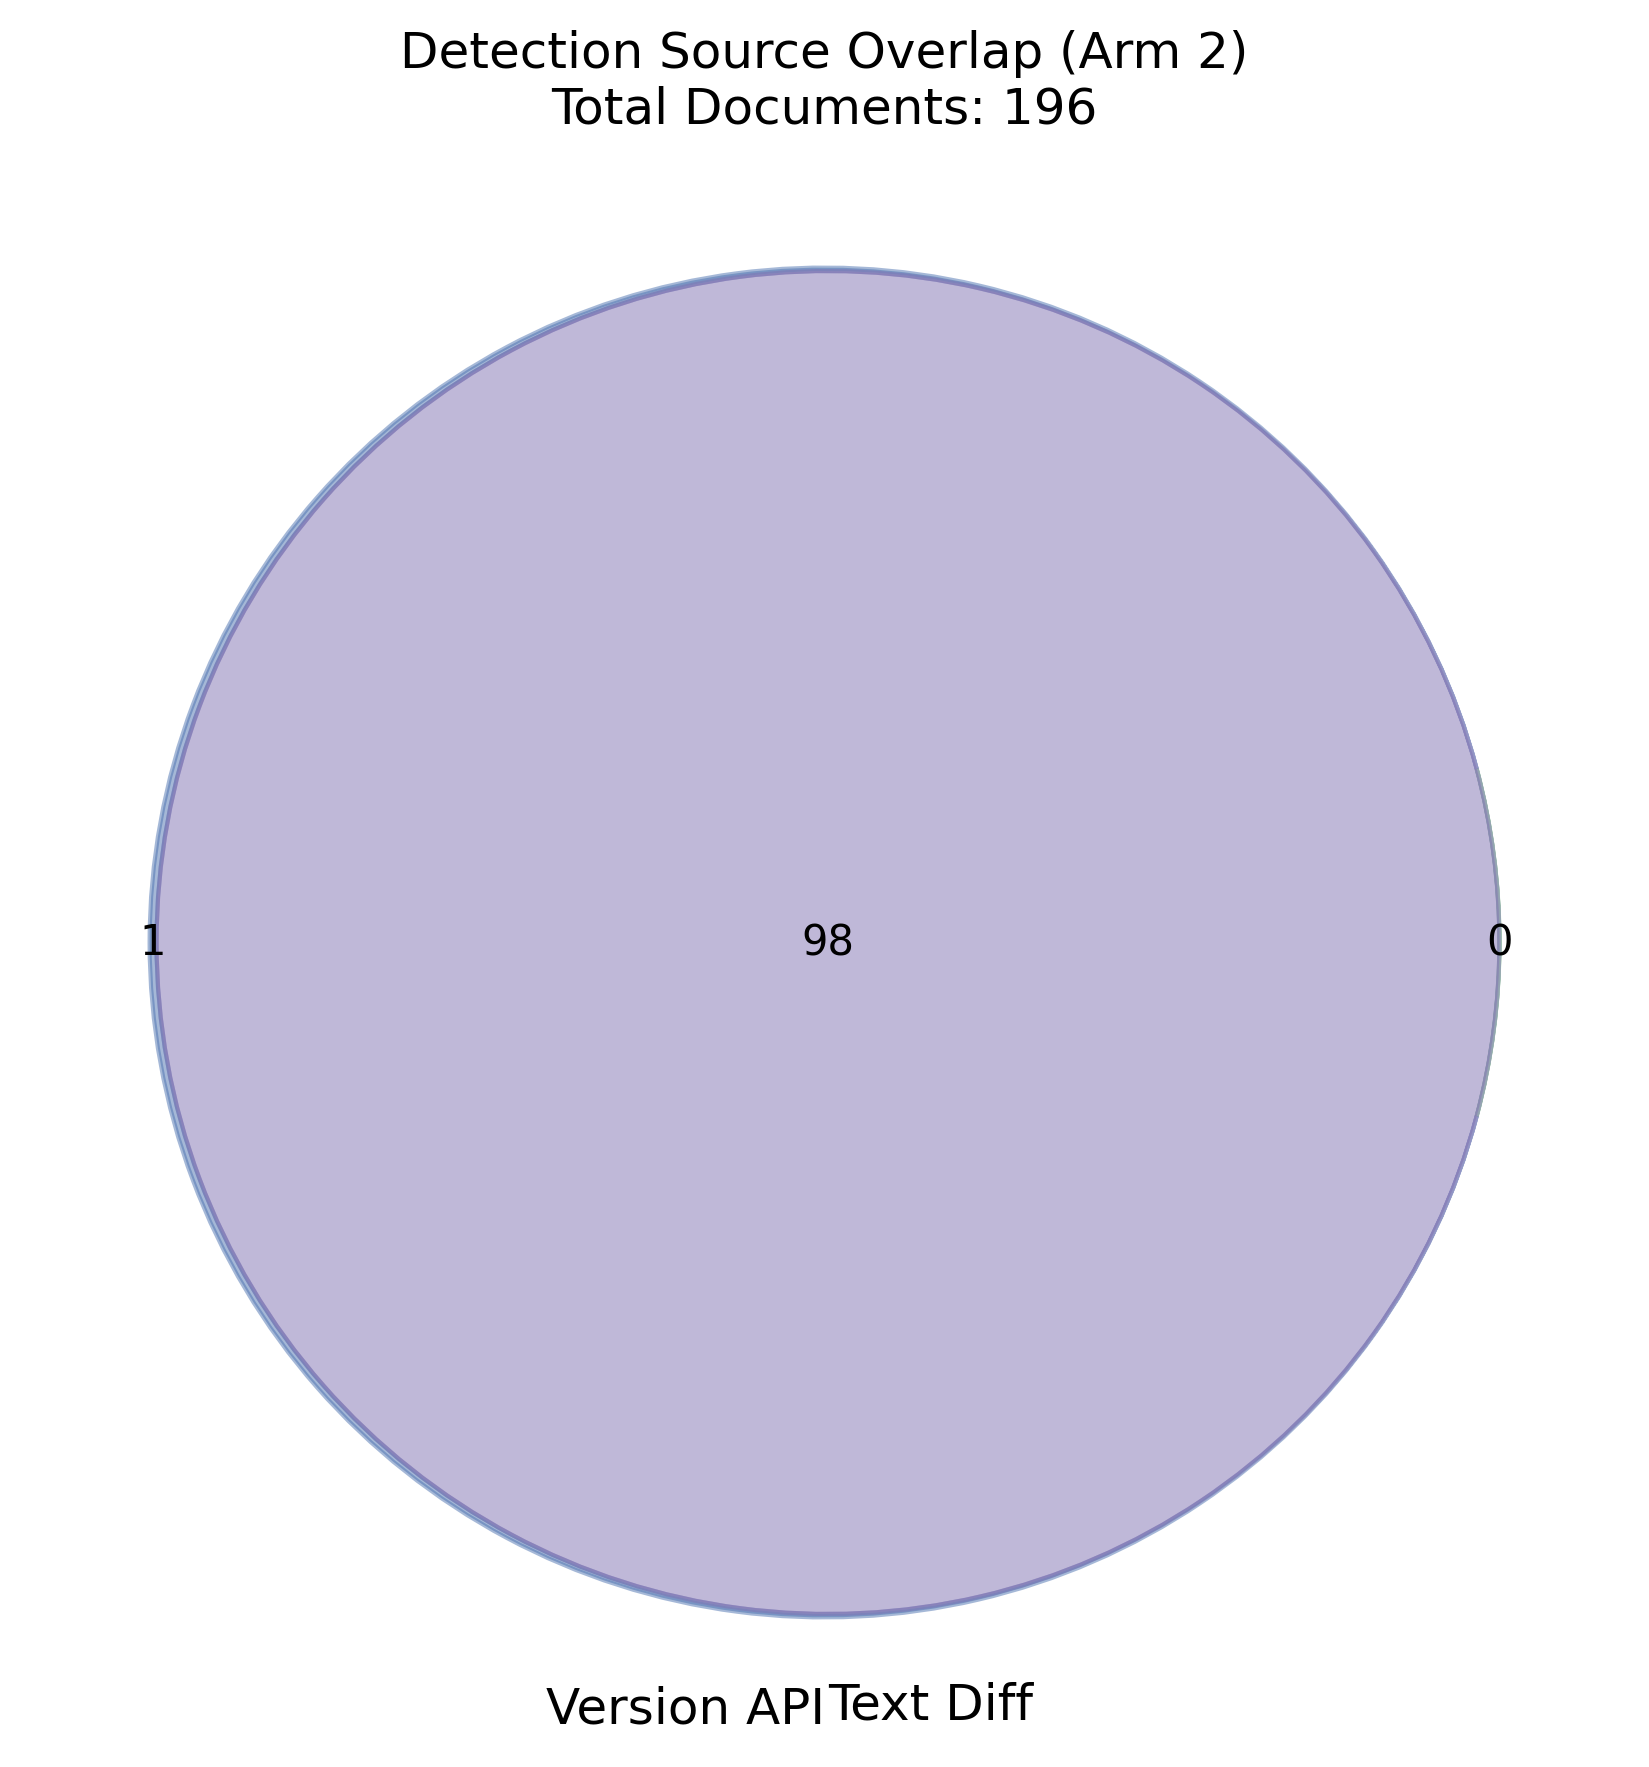 Detection Source Overlap (Arm 2)
Total Documents: 196
1 98 0
Version API Text Diff